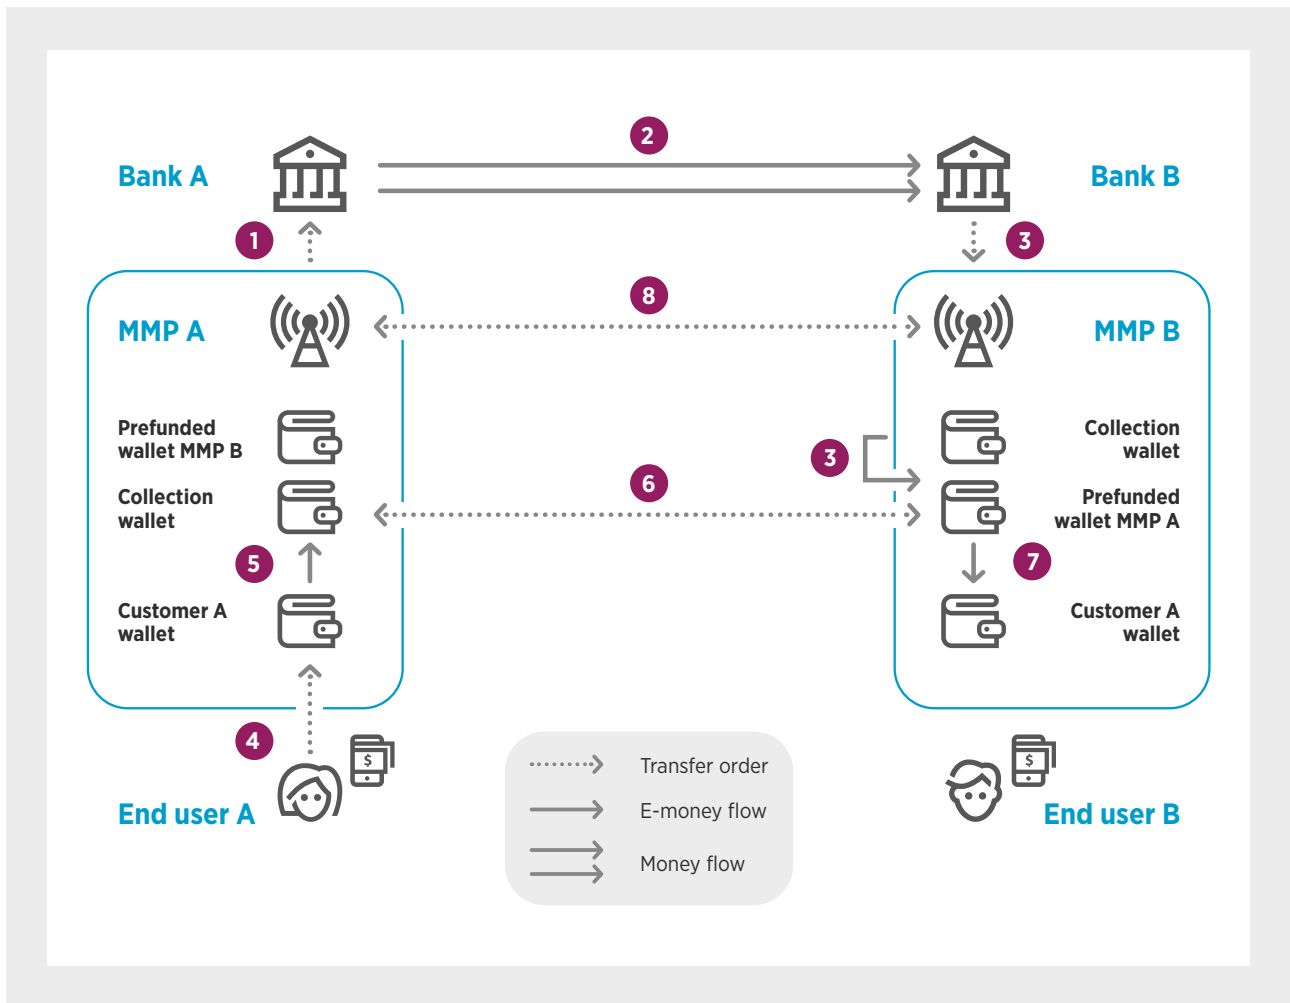 2
Bank A
Bank B
1
3
8
MMP A
MMP B
Prefunded
wallet MMP B
Collection
wallet
3
6
Collection
wallet
Prefunded
wallet MMP A
5
7
Customer A
wallet
Customer A
wallet
4
$
$
End user A
End user B
Transfer order
E-money flow
Money flow